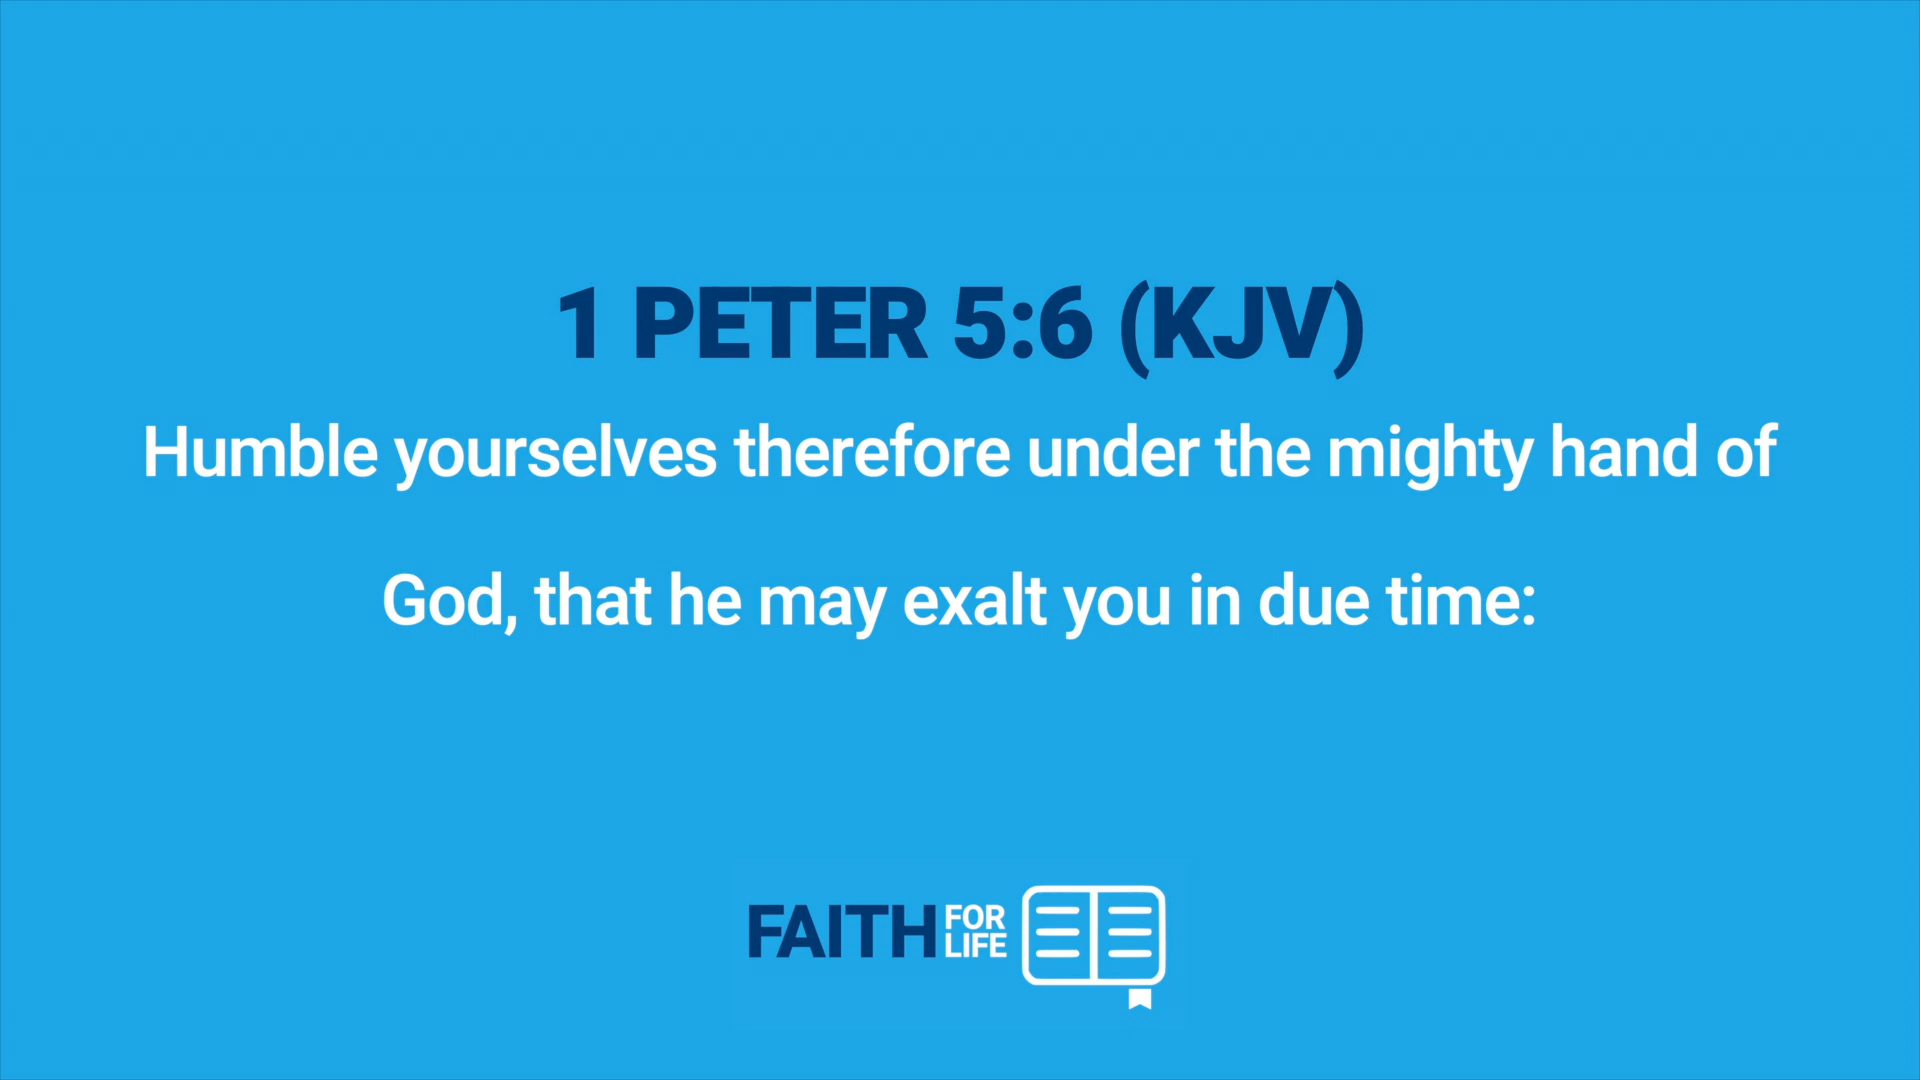 1 PETER 5:6 (KJV)
Humble yourselves therefore under the mighty hand of
God, that he may exalt you in due time:
FAITH FOR LIFE